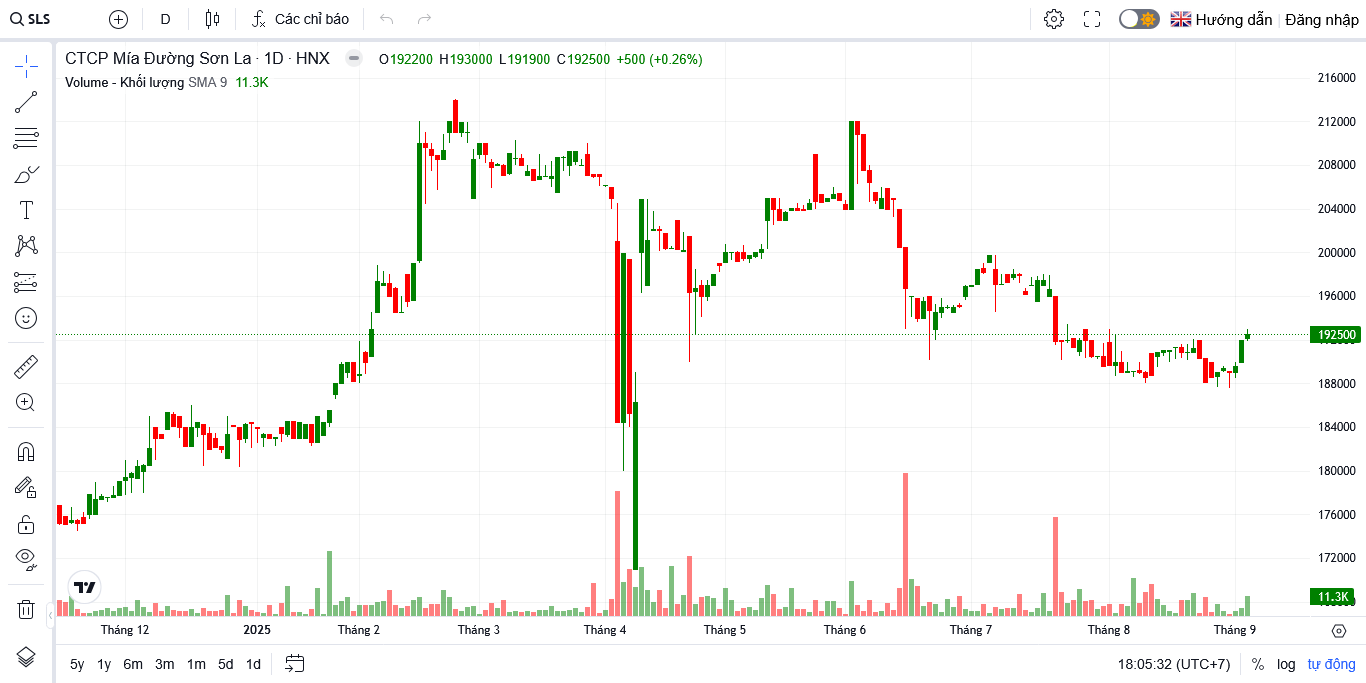 SLS D Các chỉ báo Hướng dẫn Đăng nhập
CTCP Mía Đường Sơn La · 1D · HNX O192200 H193000 L191900 C192500 +500 (+0.26%)
Volume - Khối lượng SMA 9 11.3K
216000
212000
208000
204000
200000
196000
192500
188000
184000
180000
176000
172000
11.3K
Tháng 12 2025 Tháng 2 Tháng 3 Tháng 4 Tháng 5 Tháng 6 Tháng 7 Tháng 8 Tháng 9
5y 1y 6m 3m 1m 5d 1d 18:05:32 (UTC+7) % log tự động